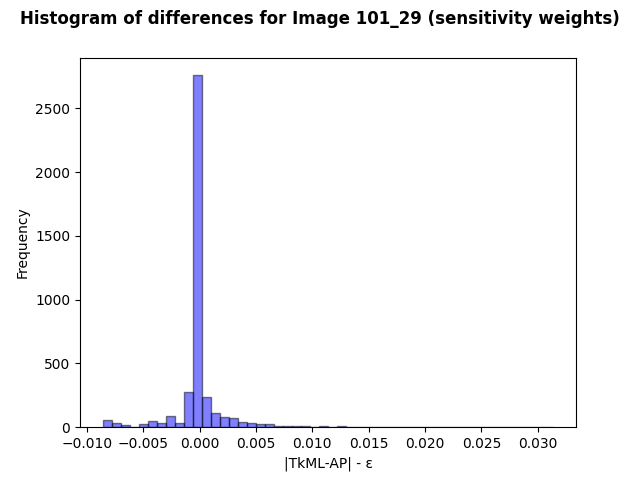 Histogram of differences for Image 101_29 (sensitivity weights)
2500
2000
1500
1000
500
0
Frequency
−0.010 −0.005 0.000 0.005 0.010 0.015 0.020 0.025 0.030
|TkML-AP| - ε